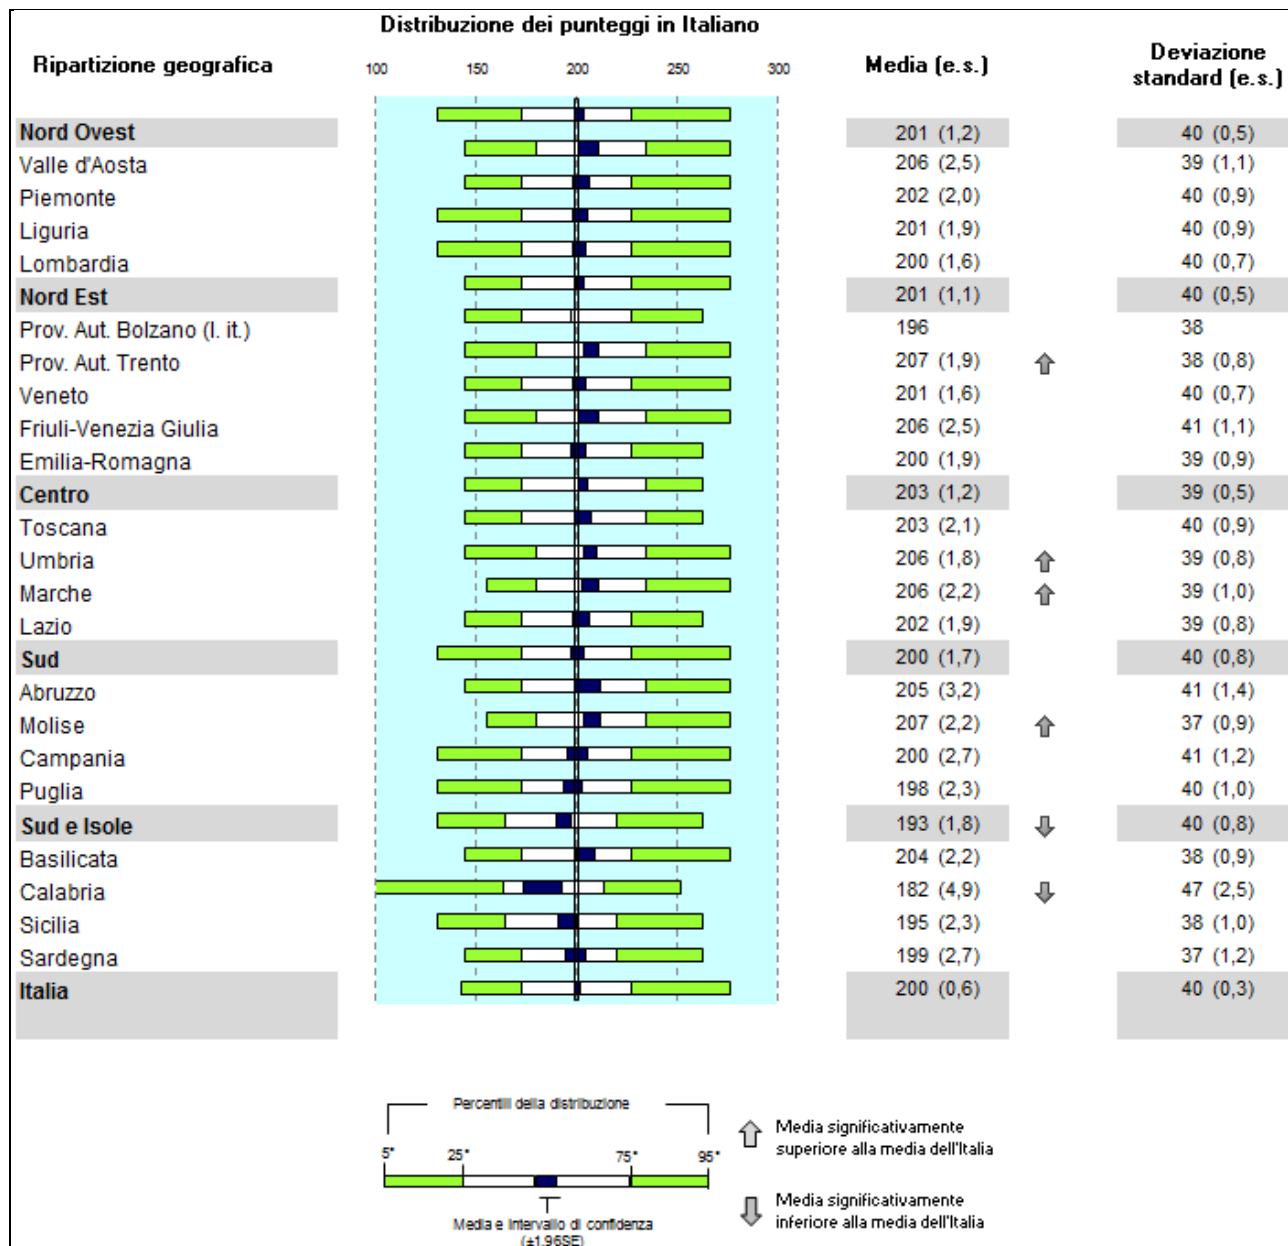 Distribuzione dei punteggi in Italiano
Ripartizione geografica 100 150 200 250 300 Media (e.s.) Deviazione standard (e.s.)
Nord Ovest 201 (1,2) 40 (0,5)
Valle d'Aosta 206 (2,5) 39 (1,1)
Piemonte 202 (2,0) 40 (0,9)
Liguria 201 (1,9) 40 (0,9)
Lombardia 200 (1,6) 40 (0,7)
Nord Est 201 (1,1) 40 (0,5)
Prov. Aut. Bolzano (l. it.) 196 38
Prov. Aut. Trento 207 (1,9) 38 (0,8)
Veneto 201 (1,6) 40 (0,7)
Friuli-Venezia Giulia 206 (2,5) 41 (1,1)
Emilia-Romagna 200 (1,9) 39 (0,9)
Centro 203 (1,2) 39 (0,5)
Toscana 203 (2,1) 40 (0,9)
Umbria 206 (1,8) 39 (0,8)
Marche 206 (2,2) 39 (1,0)
Lazio 202 (1,9) 39 (0,8)
Sud 200 (1,7) 40 (0,8)
Abruzzo 205 (3,2) 41 (1,4)
Molise 207 (2,2) 37 (0,9)
Campania 200 (2,7) 41 (1,2)
Puglia 198 (2,3) 40 (1,0)
Sud e Isole 193 (1,8) 40 (0,8)
Basilicata 204 (2,2) 38 (0,9)
Calabria 182 (4,9) 47 (2,5)
Sicilia 195 (2,3) 38 (1,0)
Sardegna 199 (2,7) 37 (1,2)
Italia 200 (0,6) 40 (0,3)
Percentili della distribuzione
5° 25° 75° 95°
Media e intervallo di confidenza
(±1.96SE)
Media significativamente
superiore alla media dell'Italia
Media significativamente
inferiore alla media dell'Italia